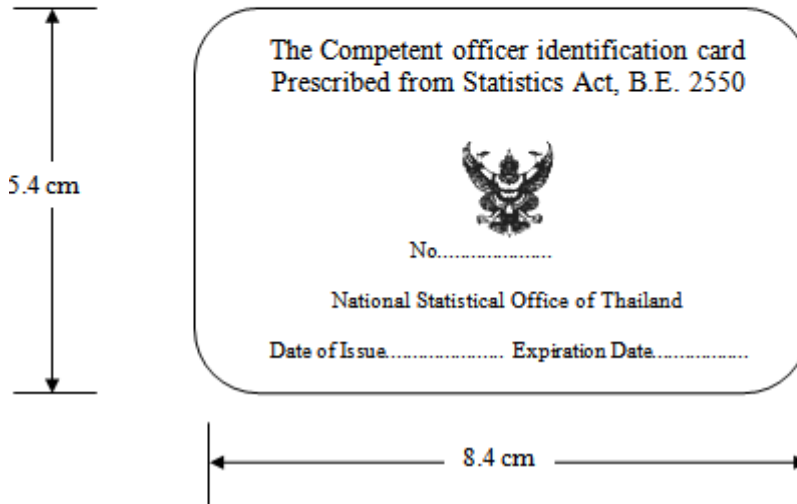 The Competent officer identification card
Prescribed from Statistics Act, B.E. 2550
5.4 cm
No......................
National Statistical Office of Thailand
Date of Issue...................... Expiration Date..................
8.4 cm